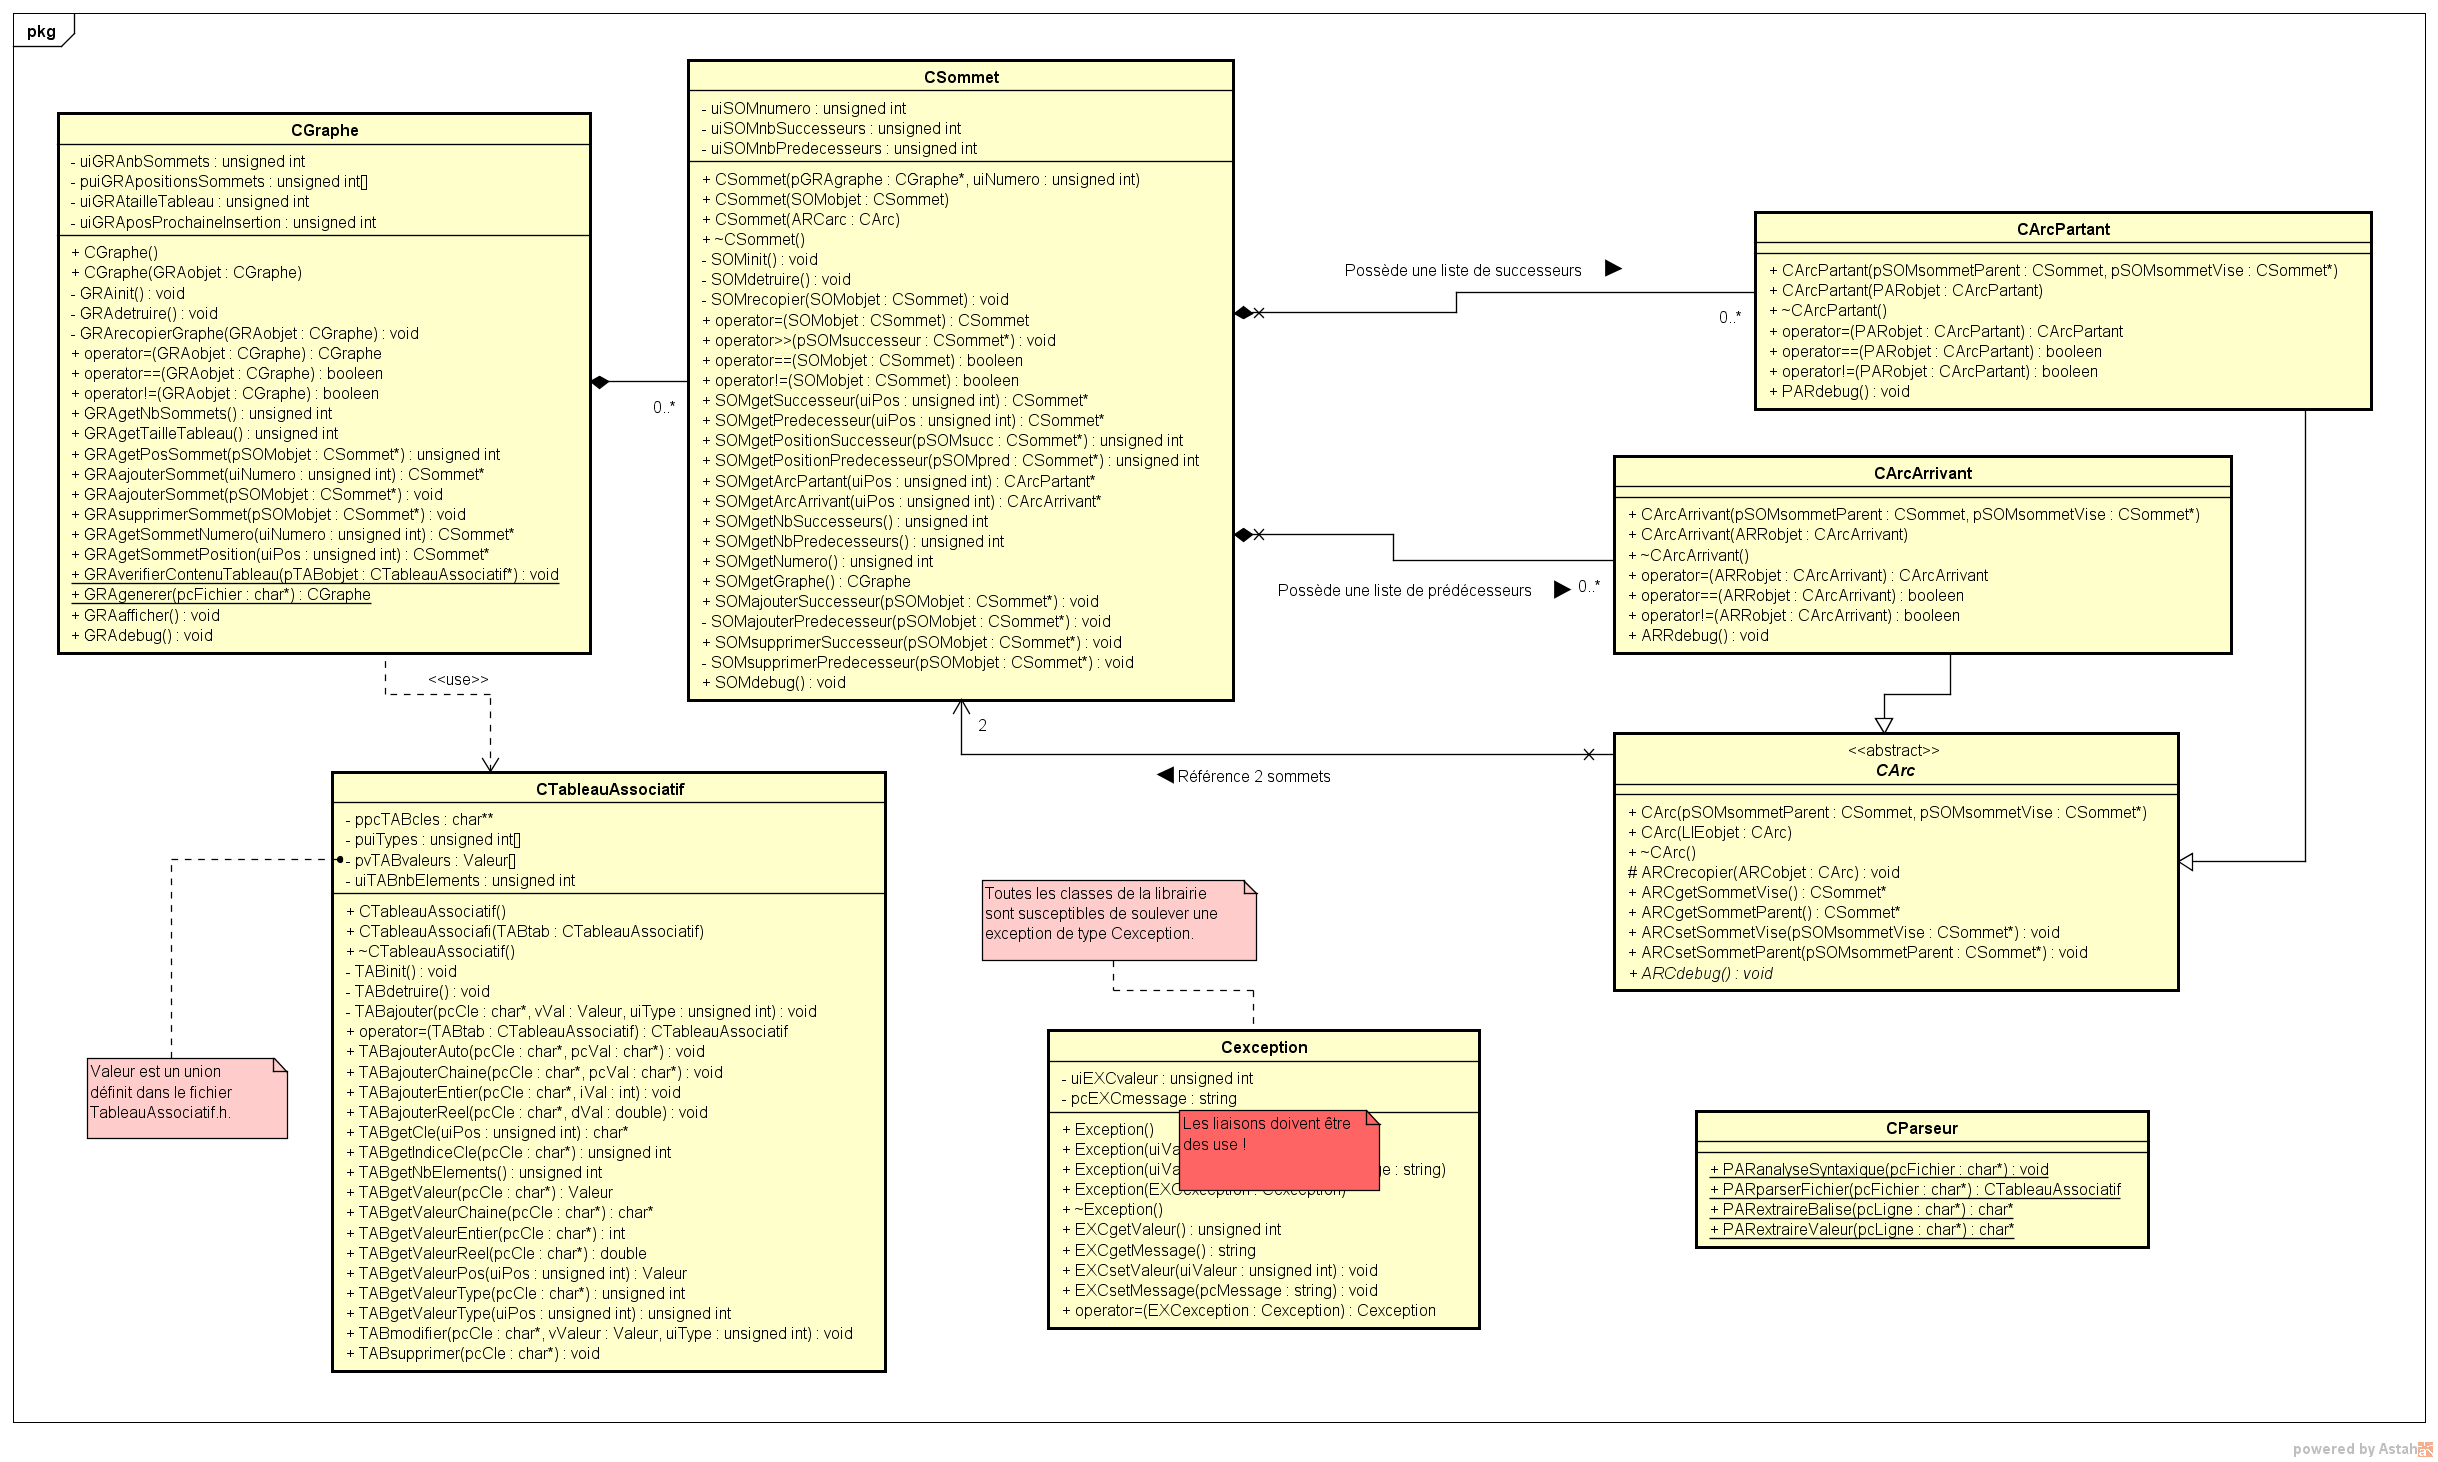 pkg
CGraphe
- uiGRAnbSommets : unsigned int
- puiGRApositionsSommets : unsigned int[]
- uiGRAtailleTableau : unsigned int
- uiGRAposProchaineInsertion : unsigned int
+ CGraphe()
+ CGraphe(GRAobjet : CGraphe)
- GRAinit() : void
- GRAdetruire() : void
- GRArecopierGraphe(GRAobjet : CGraphe) : void
+ operator=(GRAobjet : CGraphe) : CGraphe
+ operator==(GRAobjet : CGraphe) : booleen
+ operator!=(GRAobjet : CGraphe) : booleen
+ GRAgetNbSommets() : unsigned int
+ GRAgetTailleTableau() : unsigned int
+ GRAgetPosSommet(pSOMobjet : CSommet*) : unsigned int
+ GRAajouterSommet(uiNumero : unsigned int) : CSommet*
+ GRAajouterSommet(pSOMobjet : CSommet*) : void
+ GRAsupprimerSommet(pSOMobjet : CSommet*) : void
+ GRAgetSommetNumero(uiNumero : unsigned int) : CSommet*
+ GRAgetSommetPosition(uiPos : unsigned int) : CSommet*
+ GRAverifierContenuTableau(pTABobjet : CTableauAssociatif*) : void
+ GRAgenerer(pcFichier : char*) : CGraphe
+ GRAafficher() : void
+ GRAdebug() : void
0..*
CSommet
- uiSOMnumero : unsigned int
- uiSOMnbSuccesseurs : unsigned int
- uiSOMnbPredecesseurs : unsigned int
+ CSommet(pGRAgraphe : CGraphe*, uiNumero : unsigned int)
+ CSommet(SOMobjet : CSommet)
+ CSommet(ARCarc : CArc)
+ ~CSommet()
- SOMinit() : void
- SOMdetruire() : void
- SOMrecopier(SOMobjet : CSommet) : void
+ operator=(SOMobjet : CSommet) : CSommet
+ operator>>(pSOMsuccesseur : CSommet*) : void
+ operator==(SOMobjet : CSommet) : booleen
+ operator!=(SOMobjet : CSommet) : booleen
+ SOMgetSuccesseur(uiPos : unsigned int) : CSommet*
+ SOMgetPredecesseur(uiPos : unsigned int) : CSommet*
+ SOMgetPositionSuccesseur(pSOMsucc : CSommet*) : unsigned int
+ SOMgetPositionPredecesseur(pSOMpred : CSommet*) : unsigned int
+ SOMgetArcPartant(uiPos : unsigned int) : CArcPartant*
+ SOMgetArcArrivant(uiPos : unsigned int) : CArcArrivant*
+ SOMgetNbSuccesseurs() : unsigned int
+ SOMgetNbPredecesseurs() : unsigned int
+ SOMgetNumero() : unsigned int
+ SOMgetGraphe() : CGraphe
+ SOMajouterSuccesseur(pSOMobjet : CSommet*) : void
- SOMajouterPredecesseur(pSOMobjet : CSommet*) : void
+ SOMsupprimerSuccesseur(pSOMobjet : CSommet*) : void
- SOMsupprimerPredecesseur(pSOMobjet : CSommet*) : void
+ SOMdebug() : void
Possède une liste de successeurs
0..*
CArcPartant
+ CArcPartant(pSOMsommetParent : CSommet, pSOMsommetVise : CSommet*)
+ CArcPartant(PARobjet : CArcPartant)
+ ~CArcPartant()
+ operator=(PARobjet : CArcPartant) : CArcPartant
+ operator==(PARobjet : CArcPartant) : booleen
+ operator!=(PARobjet : CArcPartant) : booleen
+ PARdebug() : void
Possède une liste de prédécesseurs
0..*
CArcArrivant
+ CArcArrivant(pSOMsommetParent : CSommet, pSOMsommetVise : CSommet*)
+ CArcArrivant(ARRobjet : CArcArrivant)
+ ~CArcArrivant()
+ operator=(ARRobjet : CArcArrivant) : CArcArrivant
+ operator==(ARRobjet : CArcArrivant) : booleen
+ operator!=(ARRobjet : CArcArrivant) : booleen
+ ARRdebug() : void
<<use>>
2
Référence 2 sommets
<<abstract>>
CArc
+ CArc(pSOMsommetParent : CSommet, pSOMsommetVise : CSommet*)
+ CArc(LIEobjet : CArc)
+ ~CArc()
# ARCrecopier(ARCobjet : CArc) : void
+ ARCgetSommetVise() : CSommet*
+ ARCgetSommetParent() : CSommet*
+ ARCsetSommetVise(pSOMsommetVise : CSommet*) : void
+ ARCsetSommetParent(pSOMsommetParent : CSommet*) : void
+ ARCdebug() : void
CTableauAssociatif
- ppcTABcles : char**
- puiTypes : unsigned int[]
- pvTABvaleurs : Valeur[]
- uiTABnbElements : unsigned int
+ CTableauAssociatif()
+ CTableauAssociafi(TABtab : CTableauAssociatif)
+ ~CTableauAssociatif()
- TABinit() : void
- TABdetruire() : void
- TABajouter(pcCle : char*, vVal : Valeur, uiType : unsigned int) : void
+ operator=(TABtab : CTableauAssociatif) : CTableauAssociatif
+ TABajouterAuto(pcCle : char*, pcVal : char*) : void
+ TABajouterChaine(pcCle : char*, pcVal : char*) : void
+ TABajouterEntier(pcCle : char*, iVal : int) : void
+ TABajouterReel(pcCle : char*, dVal : double) : void
+ TABgetCle(uiPos : unsigned int) : char*
+ TABgetIndiceCle(pcCle : char*) : unsigned int
+ TABgetNbElements() : unsigned int
+ TABgetValeur(pcCle : char*) : Valeur
+ TABgetValeurChaine(pcCle : char*) : char*
+ TABgetValeurEntier(pcCle : char*) : int
+ TABgetValeurReel(pcCle : char*) : double
+ TABgetValeurPos(uiPos : unsigned int) : Valeur
+ TABgetValeurType(pcCle : char*) : unsigned int
+ TABgetValeurType(uiPos : unsigned int) : unsigned int
+ TABmodifier(pcCle : char*, vValeur : Valeur, uiType : unsigned int) : void
+ TABsupprimer(pcCle : char*) : void
Valeur est un union
définit dans le fichier
TableauAssociatif.h.
Toutes les classes de la librairie
sont susceptibles de soulever une
exception de type Cexception.
Cexception
- uiEXCvaleur : unsigned int
- pcEXCmessage : string
+ Exception()
+ Exception(
+ Exception( : string)
+ Exception(EXCexception : Cexception)
+ ~Exception()
+ EXCgetValeur() : unsigned int
+ EXCgetMessage() : string
+ EXCsetValeur(uiValeur : unsigned int) : void
+ EXCsetMessage(pcMessage : string) : void
+ operator=(EXCexception : Cexception) : Cexception
Les liaisons doivent être
des use !
CParseur
+ PARanalyseSyntaxique(pcFichier : char*) : void
+ PARparserFichier(pcFichier : char*) : CTableauAssociatif
+ PARextraireBalise(pcLigne : char*) : char*
+ PARextraireValeur(pcLigne : char*) : char*
powered by Astah